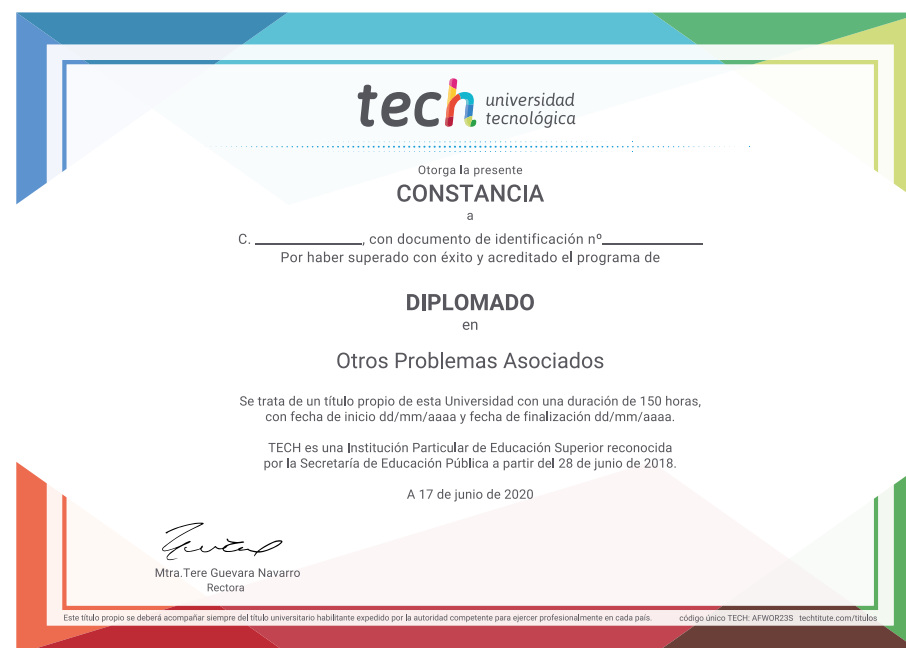 tech universidad
tecnológica
Otorga la presente
CONSTANCIA
a
C. ______________, con documento de identificación nº_____________
Por haber superado con éxito y acreditado el programa de
DIPLOMADO
en
Otros Problemas Asociados
Se trata de un título propio de esta Universidad con una duración de 150 horas,
con fecha de inicio dd/mm/aaaa y fecha de finalización dd/mm/aaaa.
TECH es una Institución Particular de Educación Superior reconocida
por la Secretaría de Educación Pública a partir del 28 de junio de 2018.
A 17 de junio de 2020
Mtra.Tere Guevara Navarro
Rectora
Este título propio se deberá acompañar siempre del título universitario habilitante expedido por la autoridad competente para ejercer profesionalmente en cada país. código único TECH: AFWOR23S techtitute.com/titulos